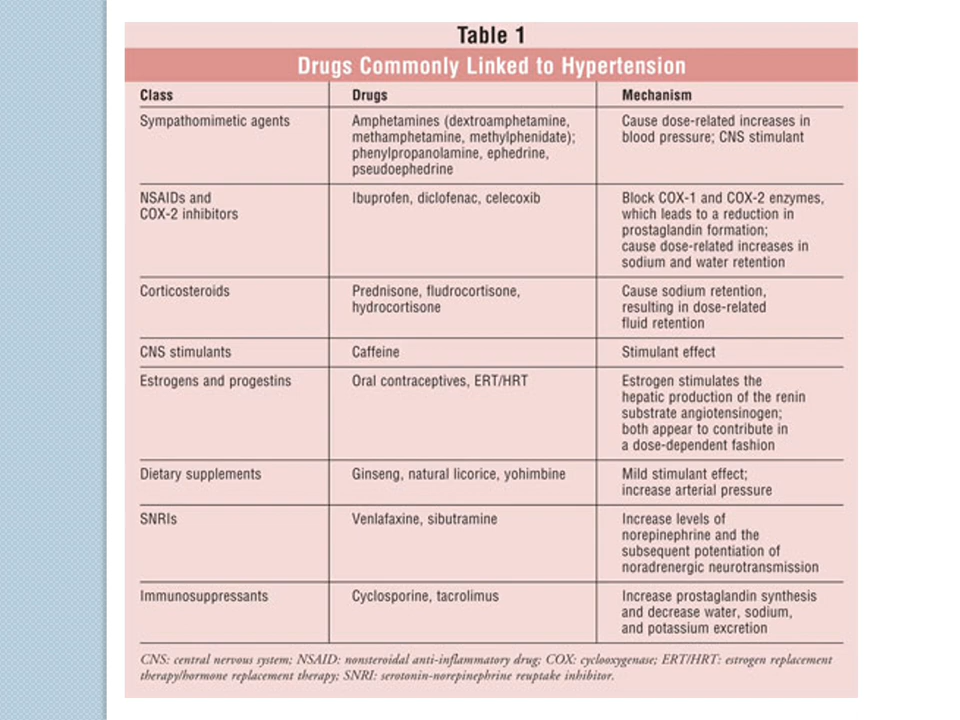 Table 1
Drugs Commonly Linked to Hypertension
Class Drugs Mechanism
Sympathomimetic agents
Amphetamines (dextroamphetamine,
methamphetamine, methylphenidate);
phenylpropanolamine, ephedrine,
pseudoephedrine
Cause dose-related increases in
blood pressure; CNS stimulant
NSAIDs and
COX-2 inhibitors
Ibuprofen, diclofenac, celecoxib
Block COX-1 and COX-2 enzymes,
which leads to a reduction in
prostaglandin formation;
cause dose-related increases in
sodium and water retention
Corticosteroids
Prednisone, fludrocortisone,
hydrocortisone
Cause sodium retention,
resulting in dose-related
fluid retention
CNS stimulants
Caffeine
Stimulant effect
Estrogens and progestins
Oral contraceptives, ERT/HRT
Estrogen stimulates the
hepatic production of the renin
substrate angiotensinogen;
both appear to contribute in
a dose-dependent fashion
Dietary supplements
Ginseng, natural licorice, yohimbine
Mild stimulant effect;
increase arterial pressure
SNRIs
Venlafaxine, sibutramine
Increase levels of
norepinephrine and the
subsequent potentiation of
noradrenergic neurotransmission
Immunosuppressants
Cyclosporine, tacrolimus
Increase prostaglandin synthesis
and decrease water, sodium,
and potassium excretion
CNS: central nervous system; NSAID: nonsteroidal anti-inflammatory drug; COX: cyclooxygenase; ERT/HRT: estrogen replacement
therapy/hormone replacement therapy; SNRI: serotonin-norepinephrine reuptake inhibitor.